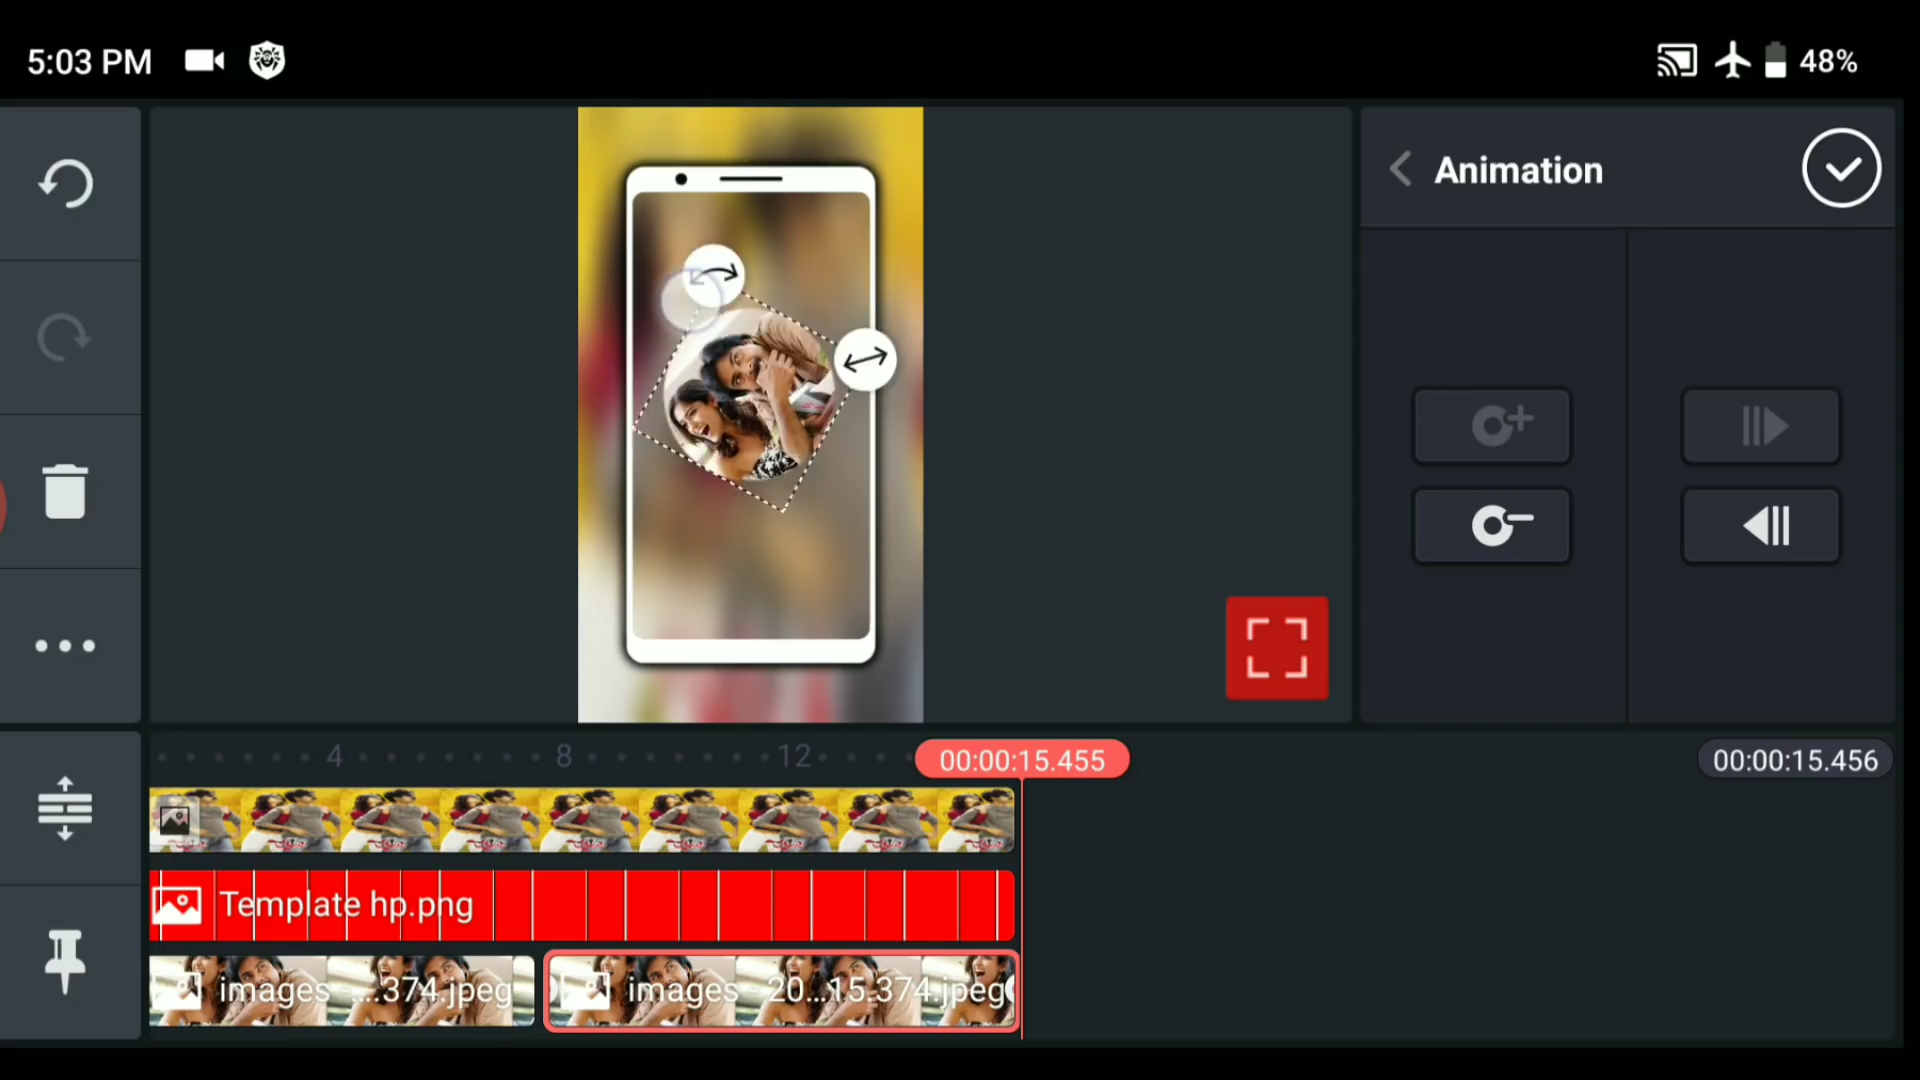 5:03 PM
48%
Animation
4
8
12
00:00:15.455
00:00:15.456
Template hp.png
images -....374.jpeg
images - 20...15.374.jpeg